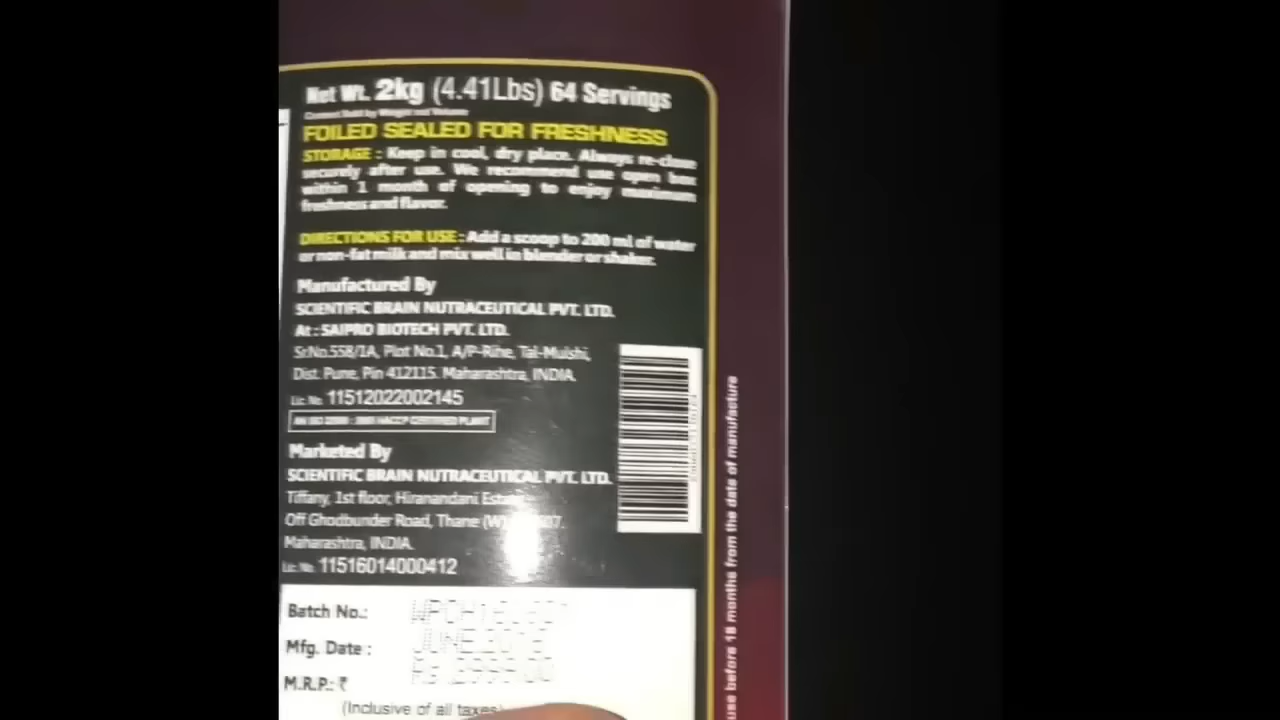 Net Wt. 2kg (4.41Lbs) 64 Servings
FOILED SEALED FOR FRESHNESS
STORAGE : Keep in cool, dry place. Always re-close
securely after use. We recommend use open box
within 1 month of opening to enjoy maximum
freshness and flavor.
DIRECTIONS FOR USE : Add a scoop to 200 ml of water
or non-fat milk and mix well in blender or shaker.
Manufactured By
SCIENTIFIC BRAIN NUTRACEUTICAL PVT. LTD.
At : SAIPRO BIOTECH PVT. LTD.
Sr.No.558/1A, Plot No.1, A/P-Rihe, Tal-Mulshi,
Dist. Pune, Pin 412115. Maharashtra, INDIA.
Lic. No. 11512022002145
Marketed By
SCIENTIFIC BRAIN NUTRACEUTICAL PVT. LTD.
Tiffany, 1st floor, Hiranandani
Off Ghodbunder Road, Thane (W)
Maharashtra, INDIA.
Lic. No. 11516014000412
Batch No.:
Mfg. Date :
M.R.P.: ₹
(Inclusive of all taxes)
use before 18 months from the date of manufacture